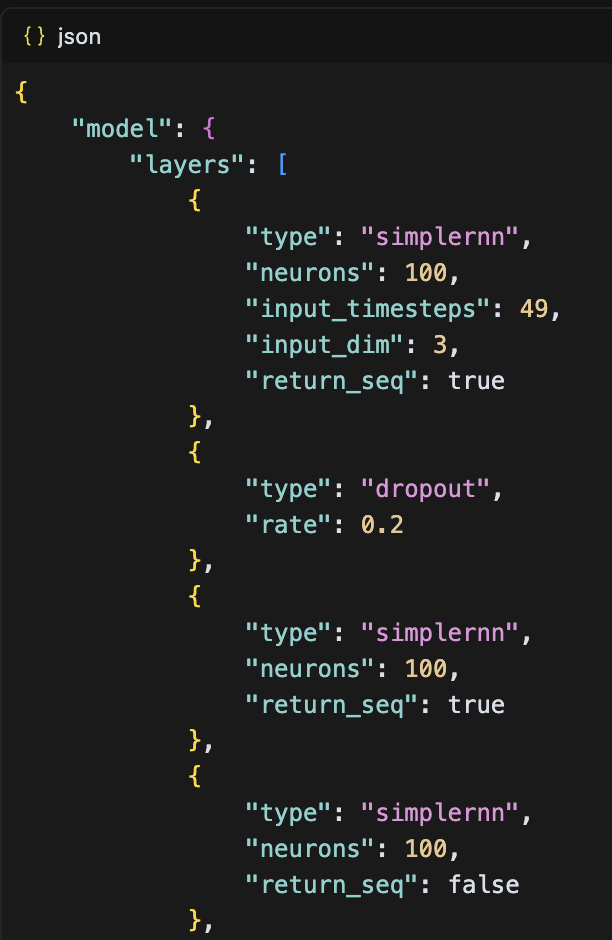 {} json
{
    "model": {
        "layers": [
            {
                "type": "simplernn",
                "neurons": 100,
                "input_timesteps": 49,
                "input_dim": 3,
                "return_seq": true
            },
            {
                "type": "dropout",
                "rate": 0.2
            },
            {
                "type": "simplernn",
                "neurons": 100,
                "return_seq": true
            },
            {
                "type": "simplernn",
                "neurons": 100,
                "return_seq": false
            },